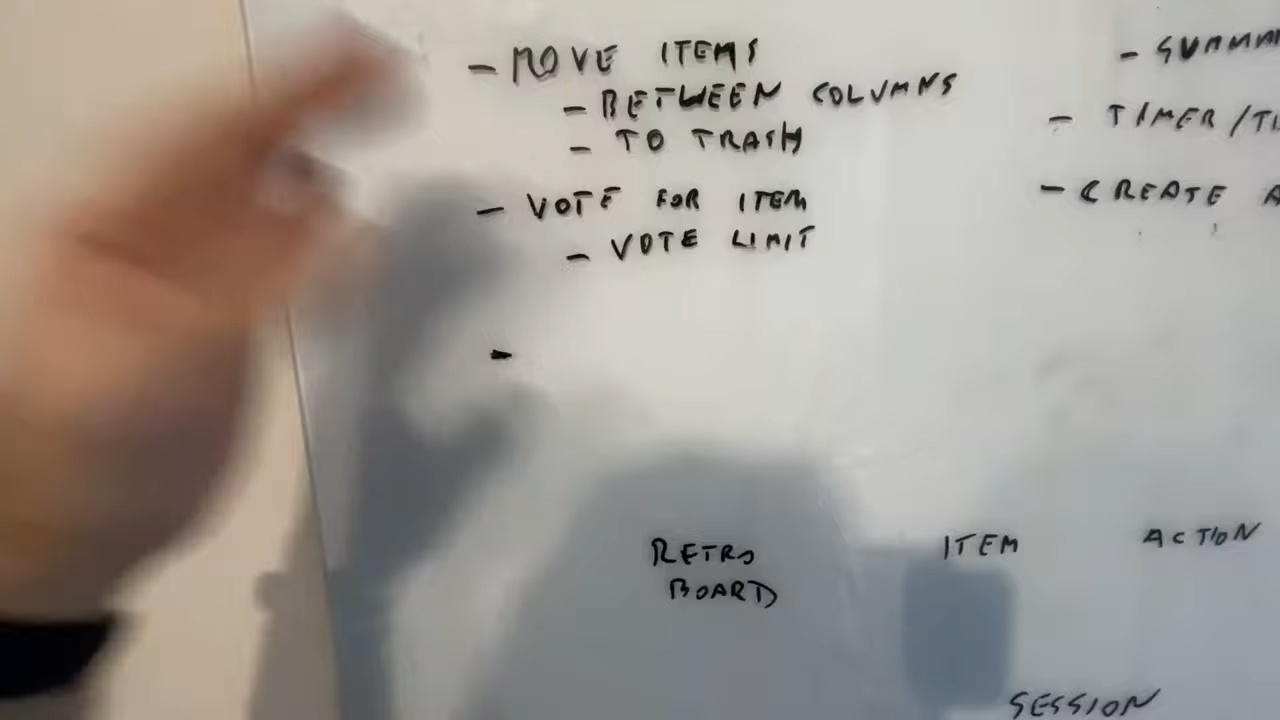 - MOVE ITEMS
- BETWEEN COLUMNS
- TO TRASH
- VOTE FOR ITEM
- VOTE LIMIT
-
-
- TIMER /
- CREATE
RETRO
BOARD
ITEM
ACTION
SESSION